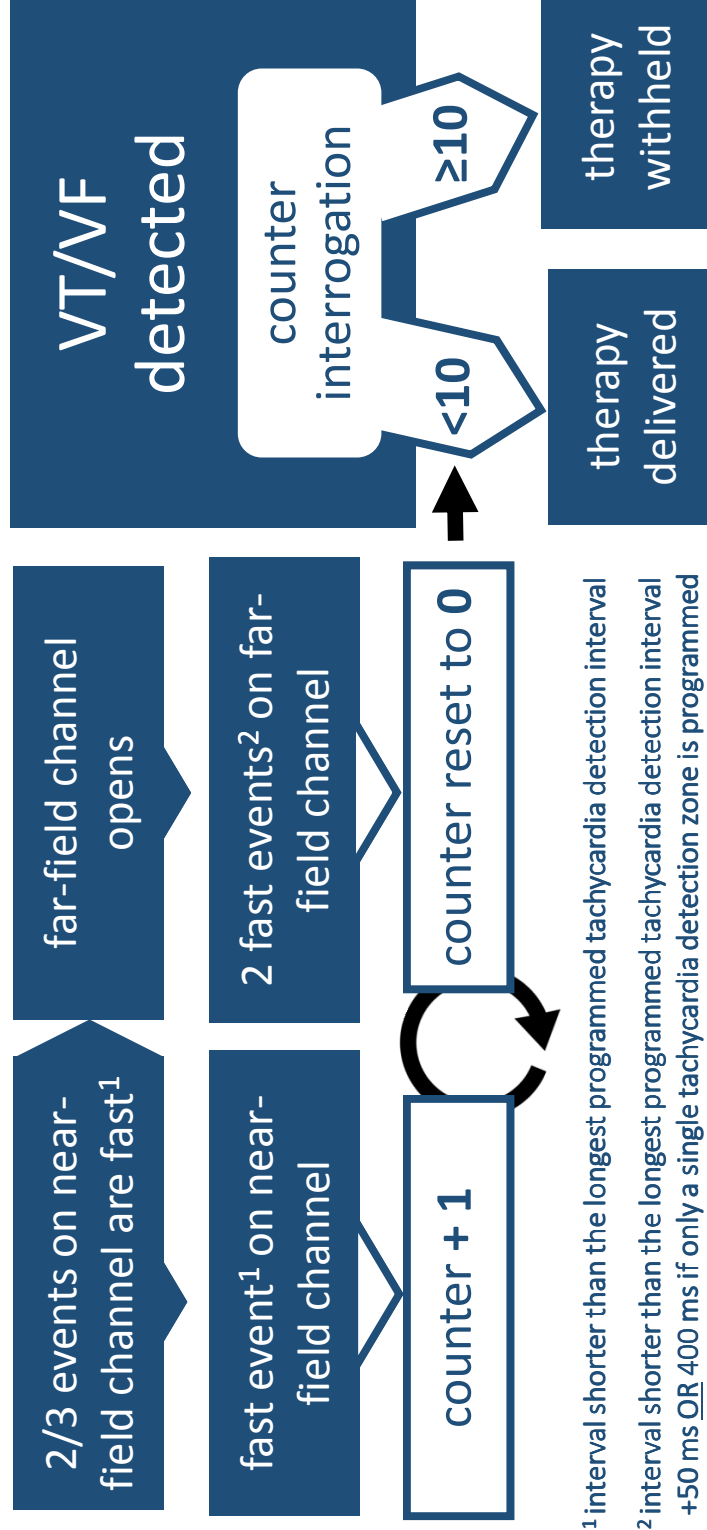 2/3 events on near-
field channel are fast¹
far-field channel
opens
fast event¹ on near-
field channel
2 fast events² on far-
field channel
counter + 1
counter reset to 0
VT/VF
detected
counter
interrogation
<10
≥10
therapy
delivered
therapy
withheld
¹ interval shorter than the longest programmed tachycardia detection interval
² interval shorter than the longest programmed tachycardia detection interval
+50 ms OR 400 ms if only a single tachycardia detection zone is programmed